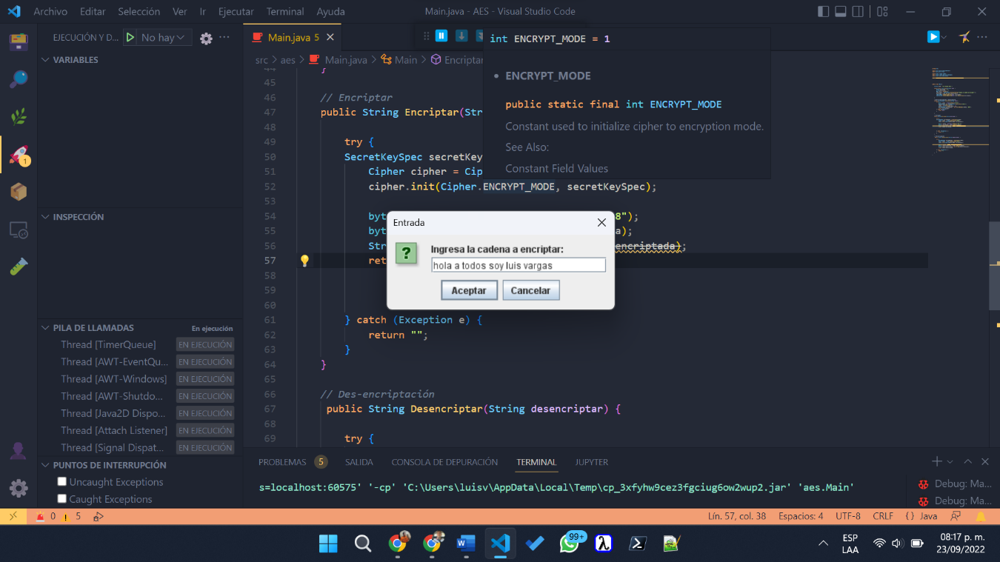 Archivo Editar Selección Ver Ir Ejecutar Terminal Ayuda
Main.java - AES - Visual Studio Code
EJECUCIÓN Y D...
No hay
VARIABLES
INSPECCIÓN
PILA DE LLAMADAS En ejecución
Thread [TimerQueue] EN EJECUCIÓN
Thread [AWT-EventQu... EN EJECUCIÓN
Thread [AWT-Windows] EN EJECUCIÓN
Thread [AWT-Shutdo... EN EJECUCIÓN
Thread [Java2D Dispo... EN EJECUCIÓN
Thread [Attach Listener] EN EJECUCIÓN
Thread [Signal Dispat... EN EJECUCIÓN
PUNTOS DE INTERRUPCIÓN
Uncaught Exceptions
Caught Exceptions
1
Main.java 5
src > aes > Main.java > Main > Encriptar
int ENCRYPT_MODE = 1
ENCRYPT_MODE
public static final int ENCRYPT_MODE
Constant used to initialize cipher to encryption mode.
See Also:
Constant Field Values
44 }
45
46 // Encriptar
47 public String Encriptar(Str
48
49 try {
50 SecretKeySpec secretKey
51 Cipher cipher = Cip
52 cipher.init(Cipher.ENCRYPT_MODE, secretKeySpec);
53
54 byt 8");
55 byt a);
56 Str encriptada);
57 ret
58
59
60
61 } catch (Exception e) {
62 return "";
63 }
64 }
65
66 // Des-encriptación
67 public String Desencriptar(String desencriptar) {
68
69 try {
Entrada
Ingresa la cadena a encriptar:
hola a todos soy luis vargas
Aceptar Cancelar
PROBLEMAS 5 SALIDA CONSOLA DE DEPURACIÓN TERMINAL JUPYTER
s=localhost:60575' '-cp' 'C:\Users\luisv\AppData\Local\Temp\cp_3xfyhw9cez3fgciug6ow2wup2.jar' 'aes.Main'
Debug: Ma...
Debug: Ma...
0 5
Lín. 57, col. 38 Espacios: 4 UTF-8 CRLF {} Java
99+
ESP
LAA
08:17 p. m.
23/09/2022